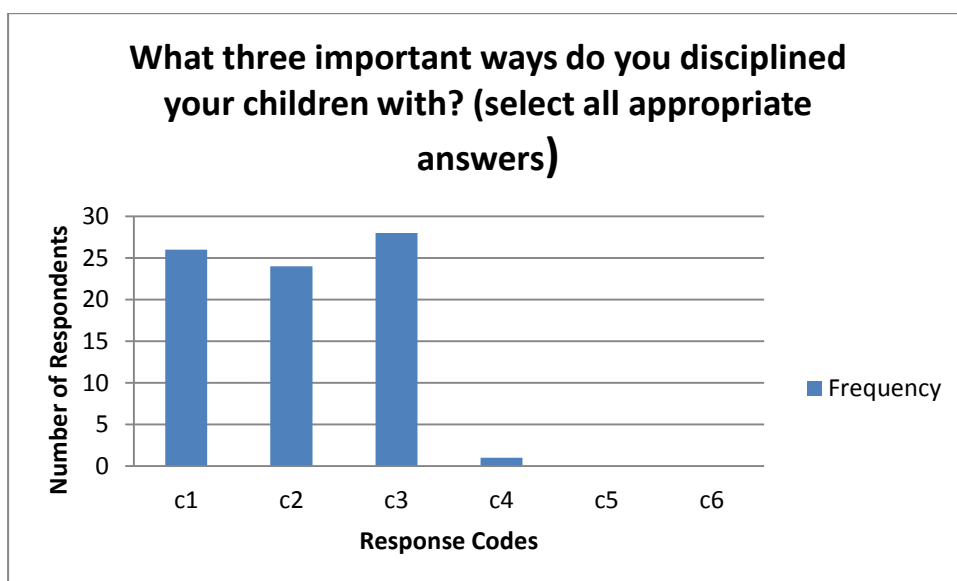 What three important ways do you disciplined
your children with? (select all appropriate
answers)
30
25
20
15
10
5
0
Number of Respondents
c1 c2 c3 c4 c5 c6
Response Codes
Frequency